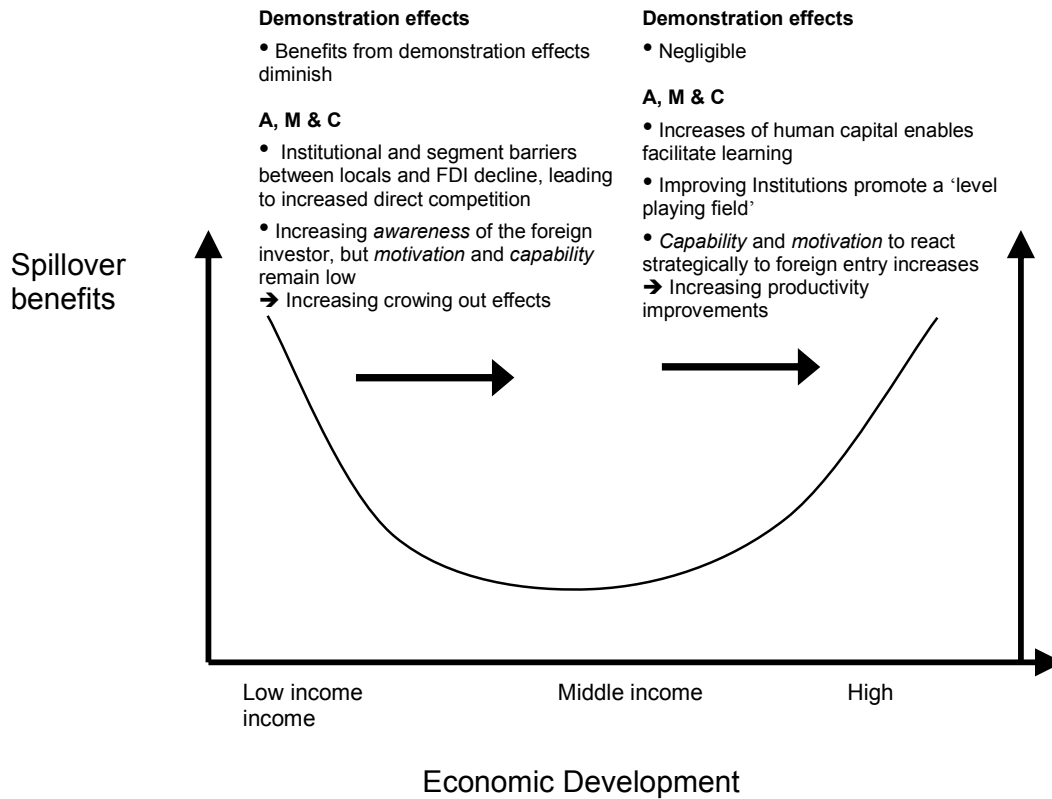 Demonstration effects
• Benefits from demonstration effects
diminish
A, M & C
• Institutional and segment barriers
between locals and FDI decline, leading
to increased direct competition
• Increasing awareness of the foreign
investor, but motivation and capability
remain low
➔ Increasing crowing out effects
Demonstration effects
• Negligible
A, M & C
• Increases of human capital enables
facilitate learning
• Improving Institutions promote a ‘level
playing field’
• Capability and motivation to react
strategically to foreign entry increases
➔ Increasing productivity
improvements
Spillover
benefits
Low income
income
Middle income
High
Economic Development